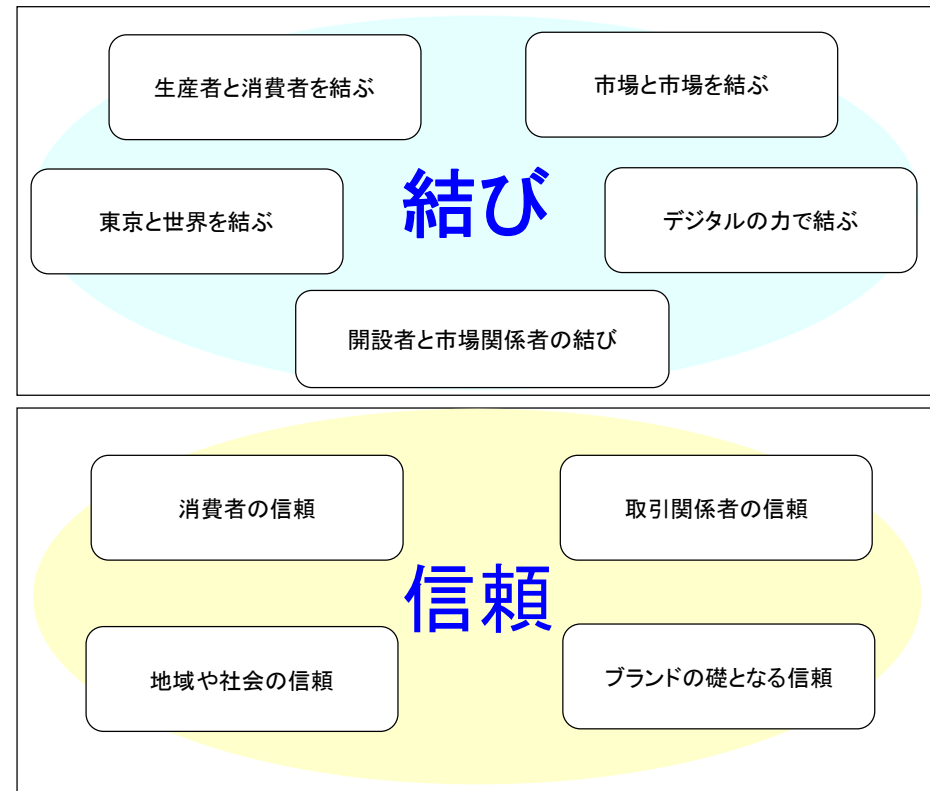 生産者と消費者を結ぶ
市場と市場を結ぶ
結び
東京と世界を結ぶ
デジタルの力で結ぶ
開設者と市場関係者の結び
消費者の信頼
取引関係者の信頼
信頼
地域や社会の信頼
ブランドの礎となる信頼